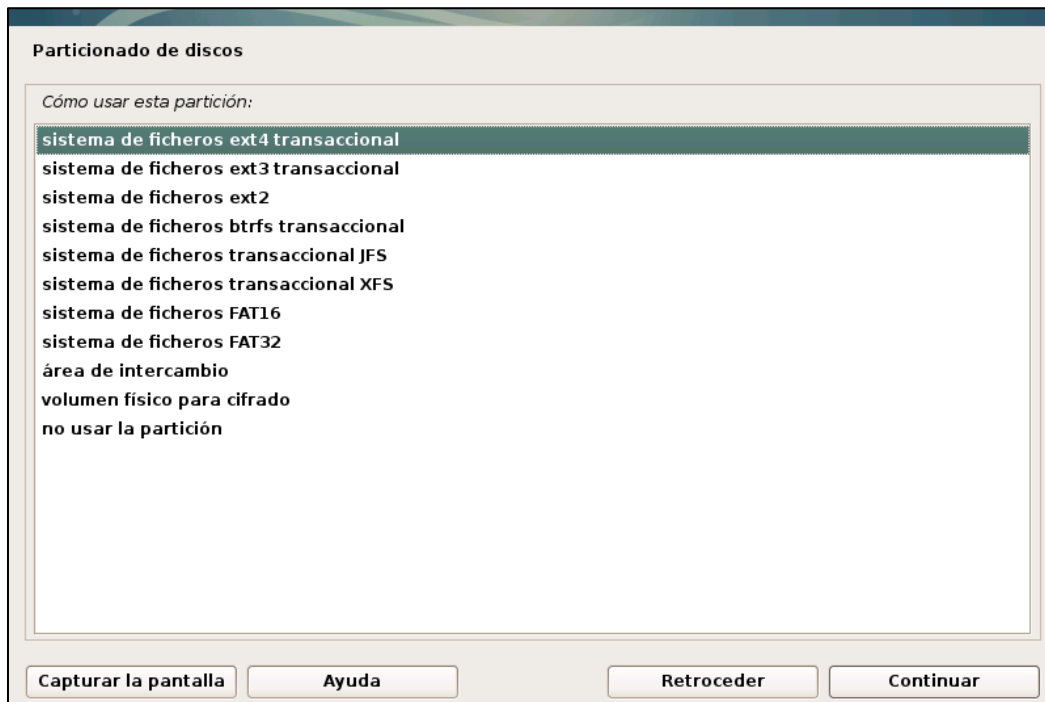 Particionado de discos
Cómo usar esta partición:
sistema de ficheros ext4 transaccional
sistema de ficheros ext3 transaccional
sistema de ficheros ext2
sistema de ficheros btrfs transaccional
sistema de ficheros transaccional JFS
sistema de ficheros transaccional XFS
sistema de ficheros FAT16
sistema de ficheros FAT32
área de intercambio
volumen físico para cifrado
no usar la partición
Capturar la pantalla Ayuda Retroceder Continuar